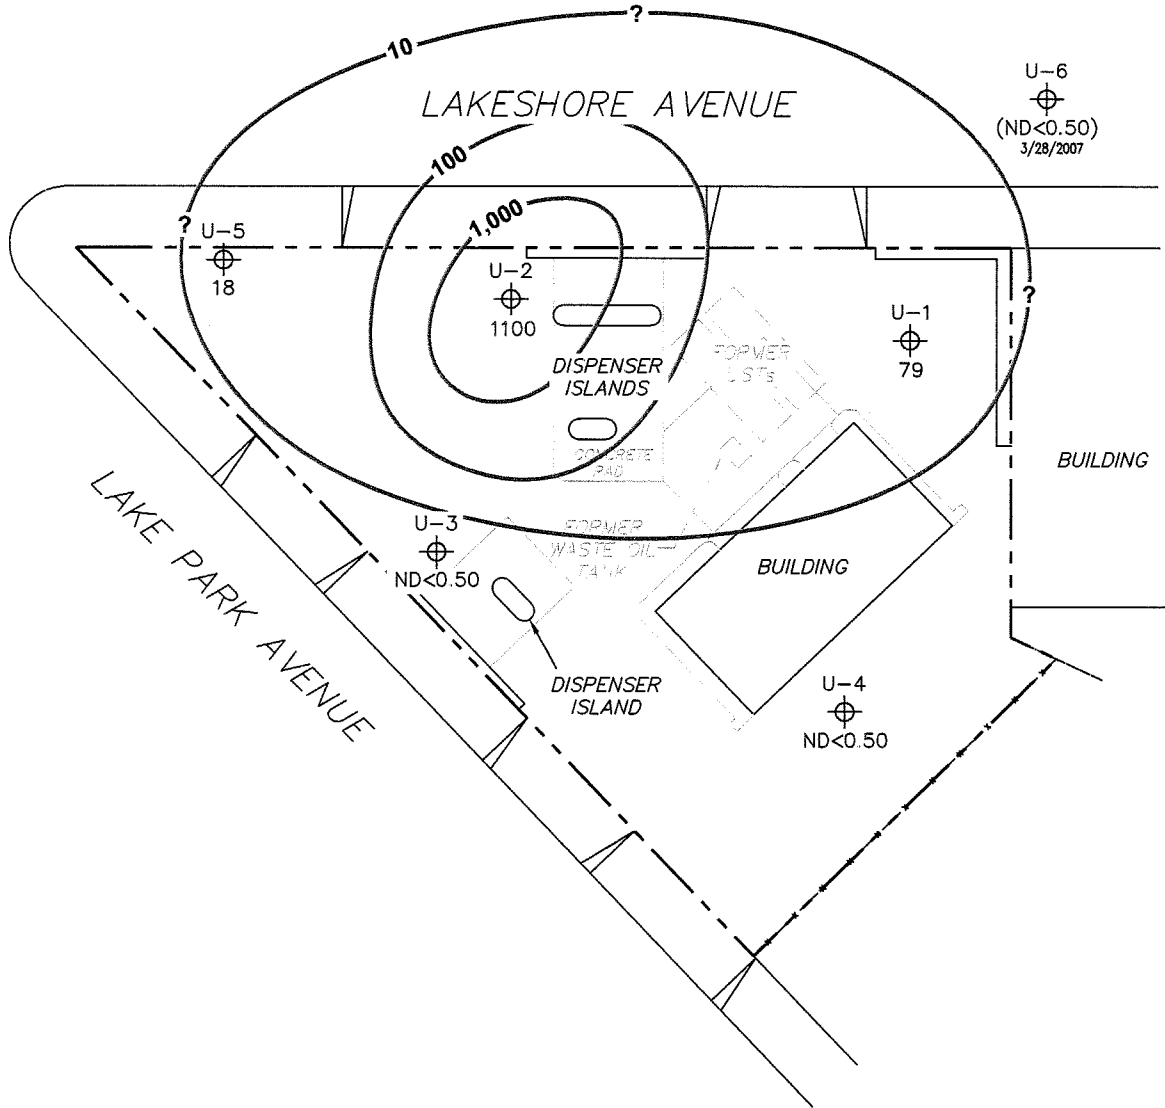 ?
10
U-6
LAKESHORE AVENUE
(ND<0.50)
3/28/2007
100
1,000
?
U-5
18
U-2
1100
?
U-1
79
FORMER
USTs
DISPENSER
ISLANDS
CONCRETE
PAD
BUILDING
LAKE PARK AVENUE
U-3
ND<0.50
FORMER
WASTE OIL
TANK
BUILDING
DISPENSER
ISLAND
U-4
ND<0.50